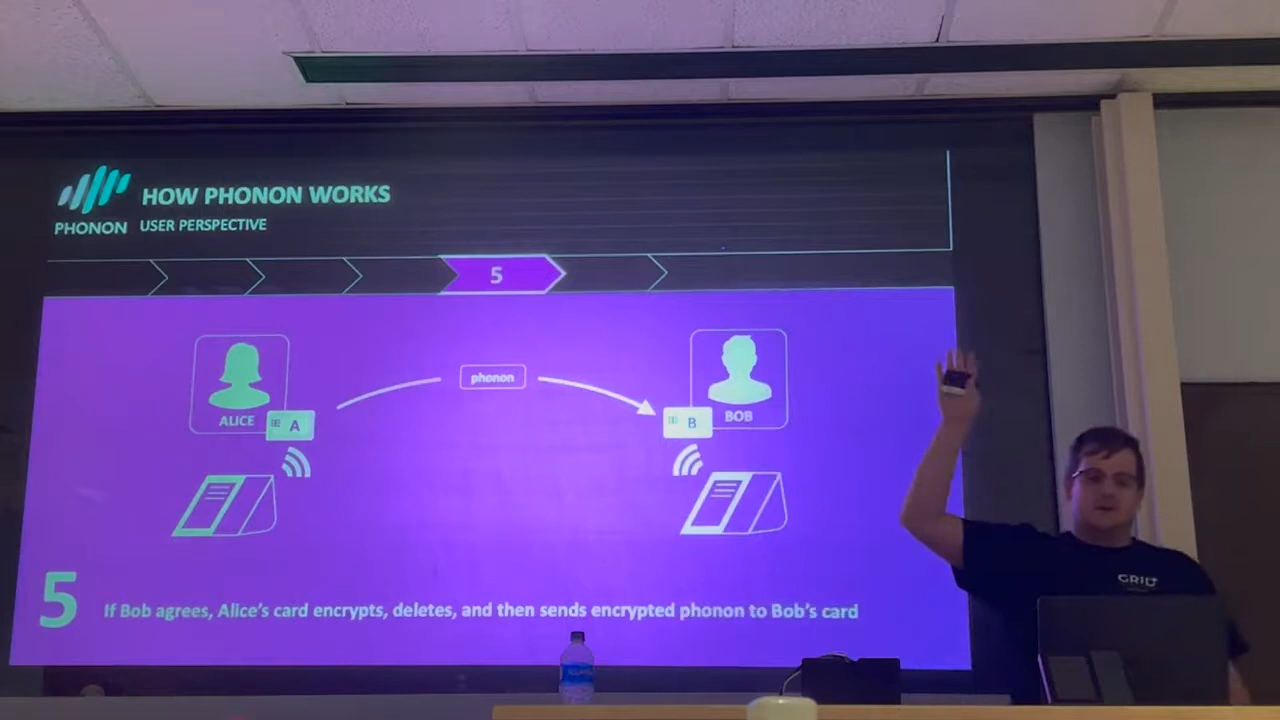 HOW PHONON WORKS
PHONON
USER PERSPECTIVE
5
phonon
ALICE
A
B
BOB
5
If Bob agrees, Alice's card encrypts, deletes, and then sends encrypted phonon to Bob's card
GRID+